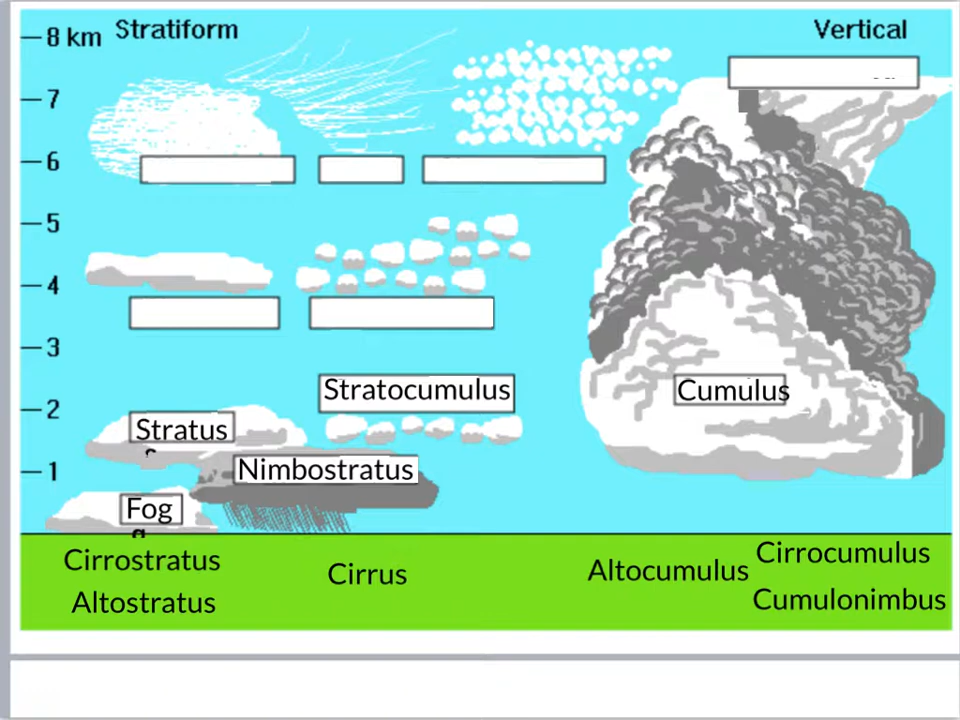 8 km Stratiform
Vertical
7
6
5
4
3
Stratocumulus
Cumulus
2
Stratus
1
Nimbostratus
Fog
Cirrostratus
Cirrus
Altocumulus
Cirrocumulus
Altostratus
Cumulonimbus